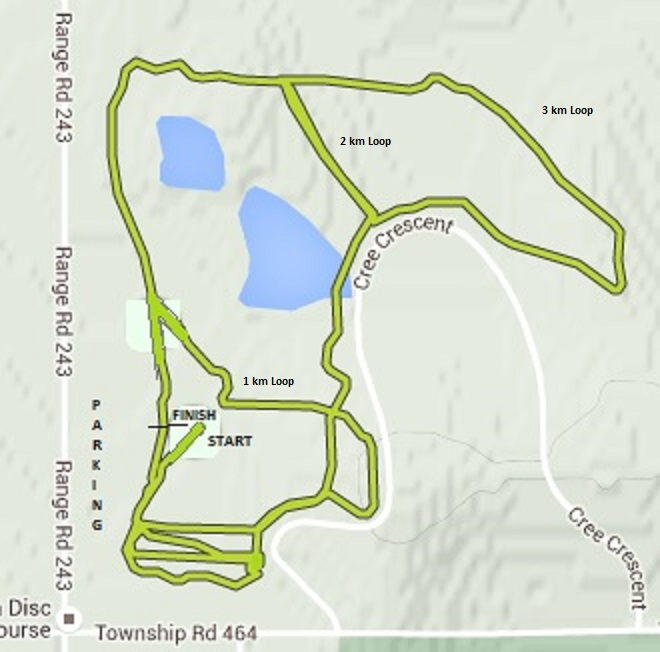 Range Rd 243
3 km Loop
2 km Loop
Cree Crescent
Range Rd 243
1 km Loop
PARKING
FINISH
START
Range Rd 243
Cree Crescent
Disc
ourse
Township Rd 464